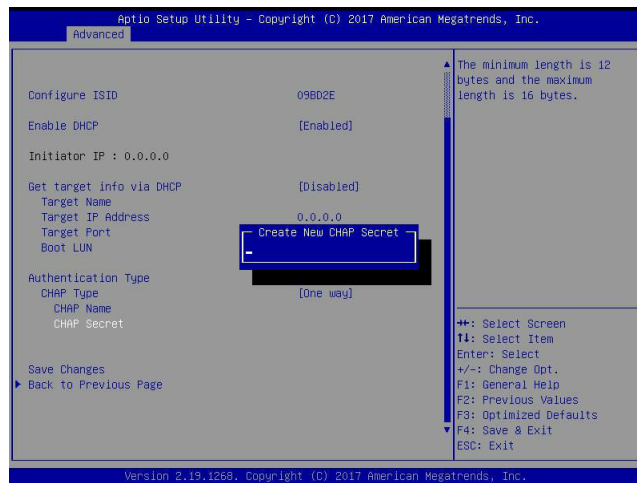 Aptio Setup Utility – Copyright (C) 2017 American Megatrends, Inc.
Advanced
Configure ISID 09BD2E
Enable DHCP [Enabled]
Initiator IP : 0.0.0.0
Get target info via DHCP [Disabled]
Target Name
Target IP Address 0.0.0.0
Target Port
Boot LUN
Create New CHAP Secret
Authentication Type
CHAP Type [One way]
CHAP Name
CHAP Secret
Save Changes
Back to Previous Page
The minimum length is 12
bytes and the maximum
length is 16 bytes.
→←: Select Screen
↑↓: Select Item
Enter: Select
+/-: Change Opt.
F1: General Help
F2: Previous Values
F3: Optimized Defaults
F4: Save & Exit
ESC: Exit
Version 2.19.1268. Copyright (C) 2017 American Megatrends, Inc.